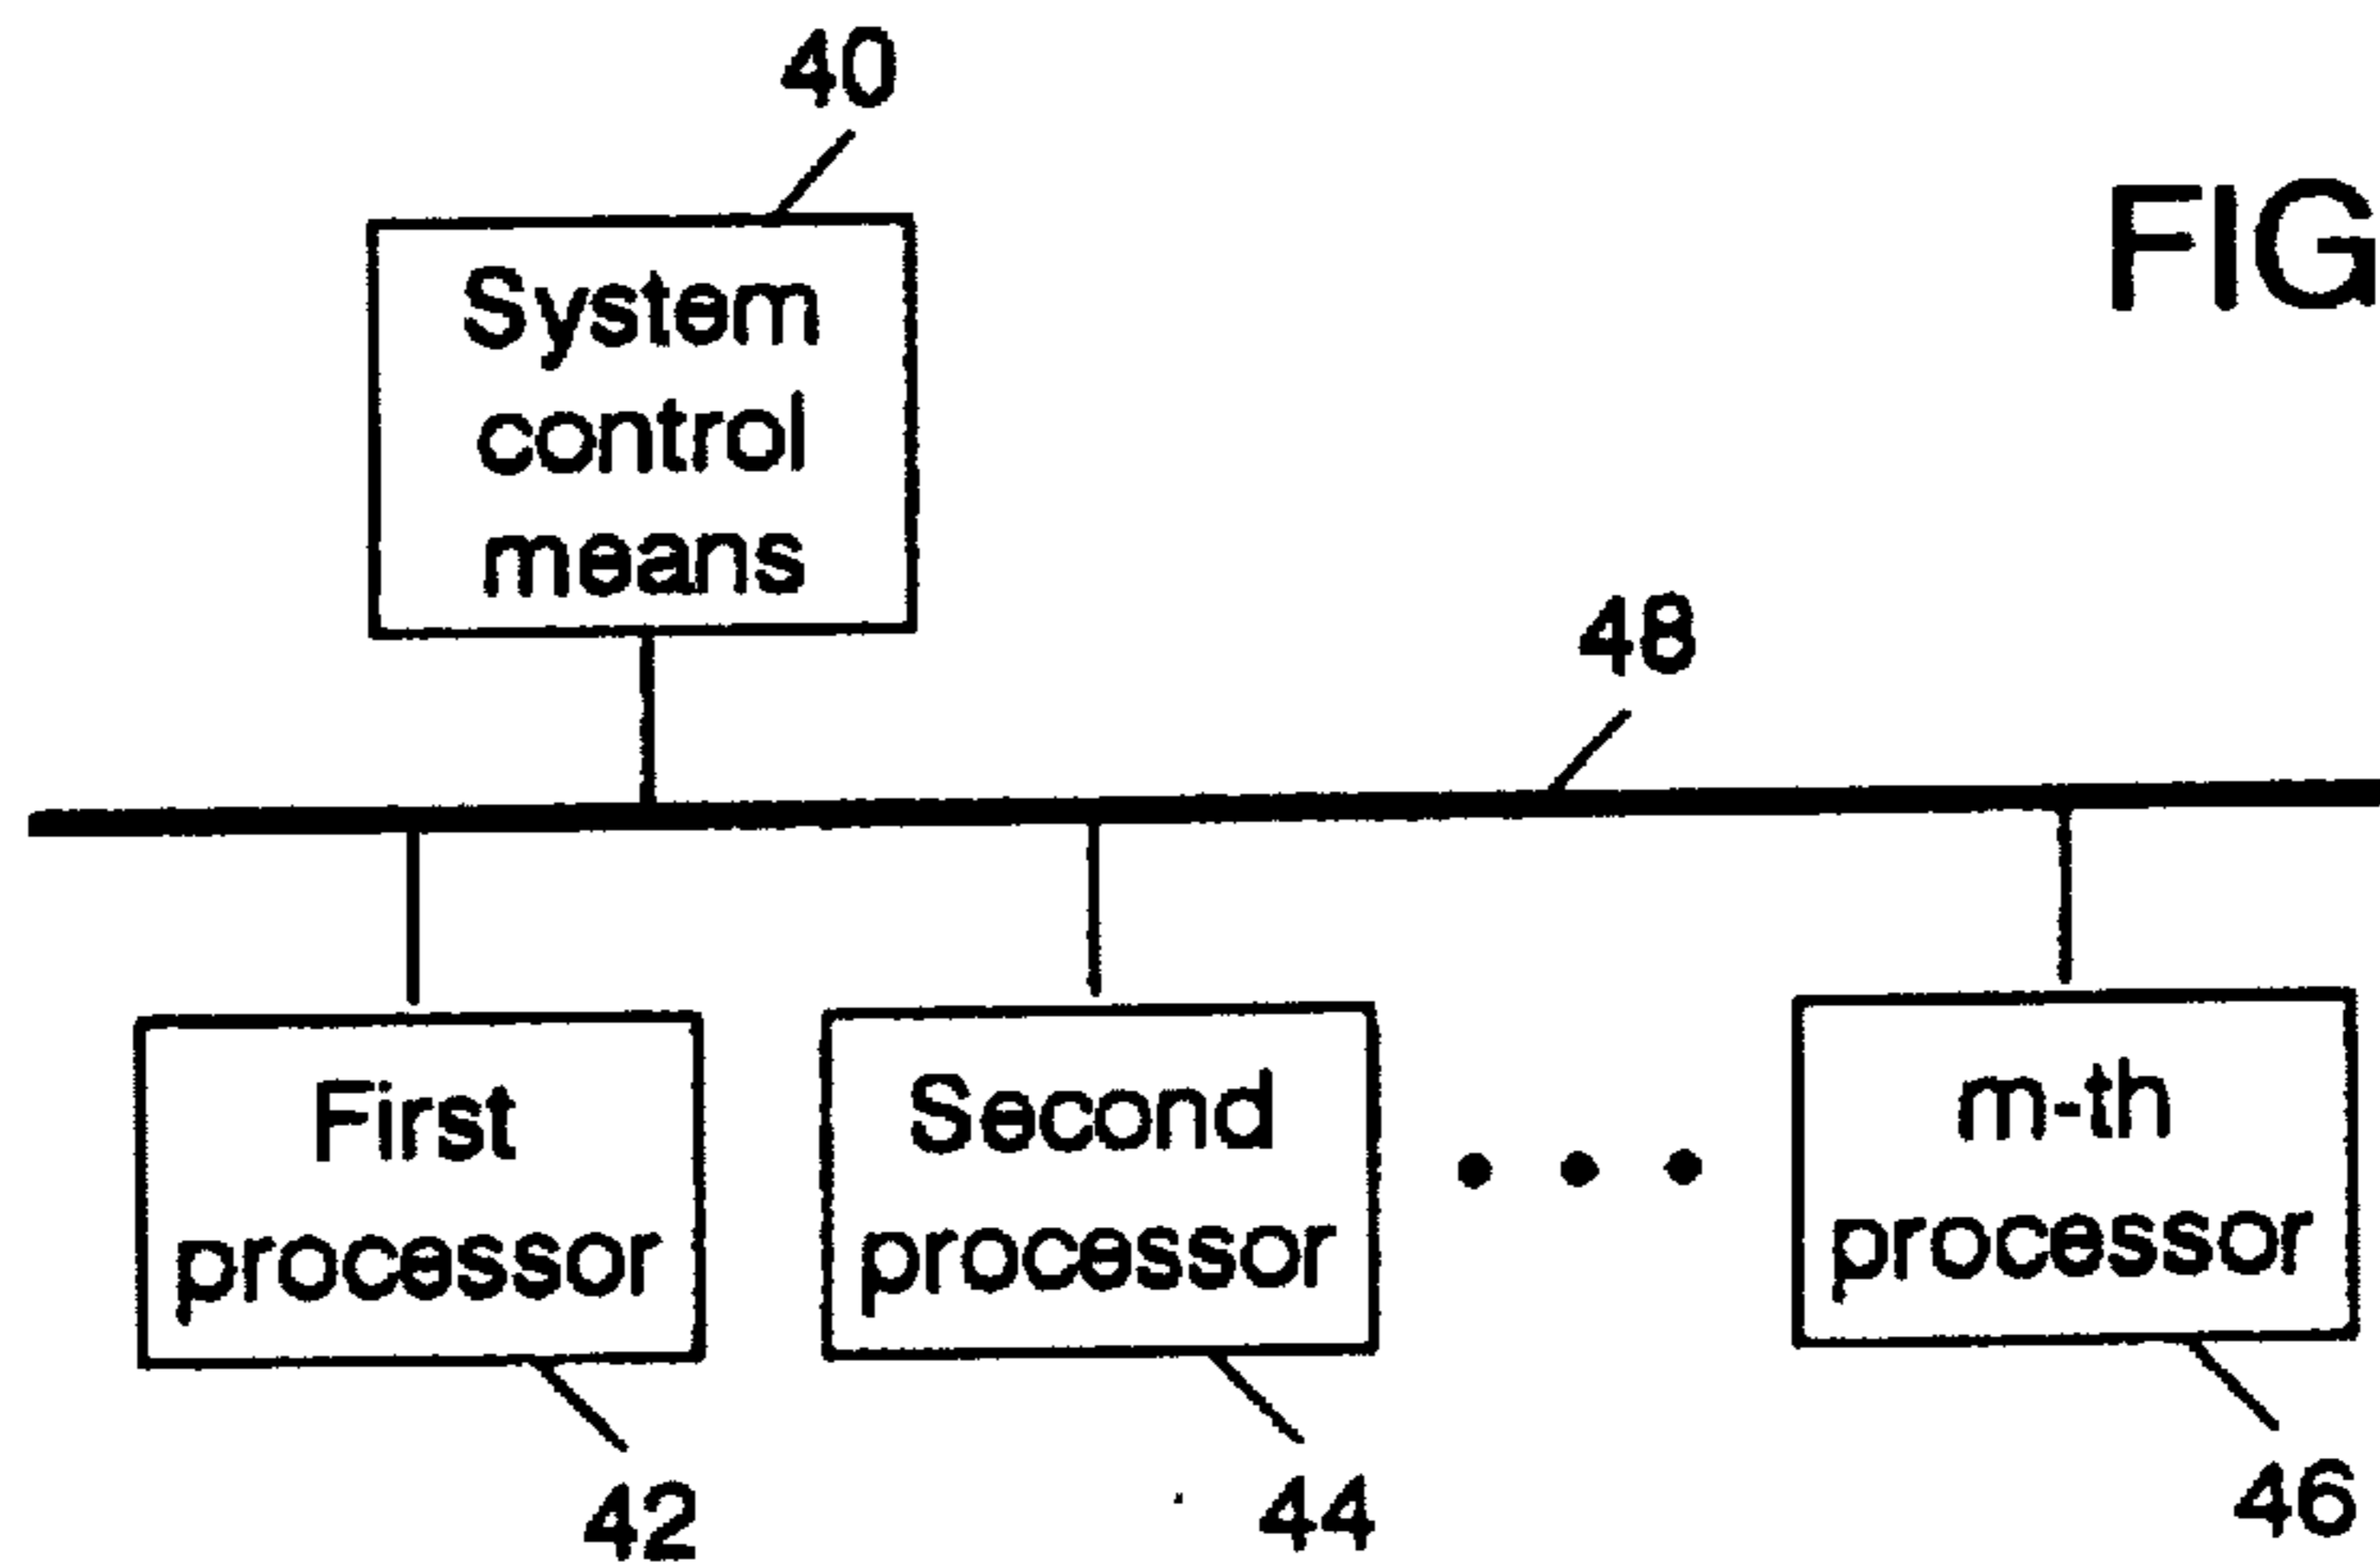 40
FIG
System
control
means
48
First
processor
Second
processor
m-th
processor
42
44
46